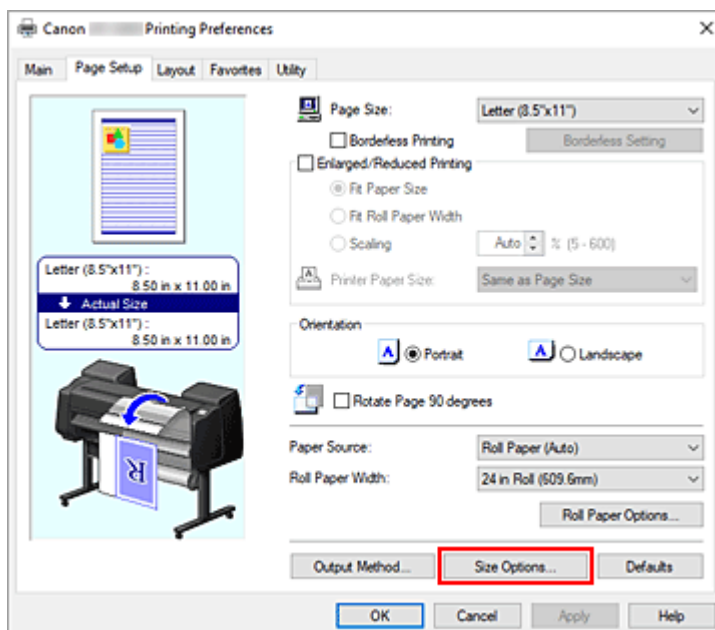 Canon Printing Preferences
Main Page Setup Layout Favorites Utility
Page Size: Letter (8.5"x11")
Borderless Printing Borderless Setting
Enlarged/Reduced Printing
Fit Paper Size
Fit Roll Paper Width
Scaling Auto % (5 - 600)
Printer Paper Size: Same as Page Size
Letter (8.5"x11") :
8.50 in x 11.00 in
Actual Size
Letter (8.5"x11") :
8.50 in x 11.00 in
Orientation
A Portrait A Landscape
Rotate Page 90 degrees
R
Paper Source: Roll Paper (Auto)
Roll Paper Width: 24 in Roll (609.6mm)
Roll Paper Options...
Output Method... Size Options... Defaults
OK Cancel Apply Help